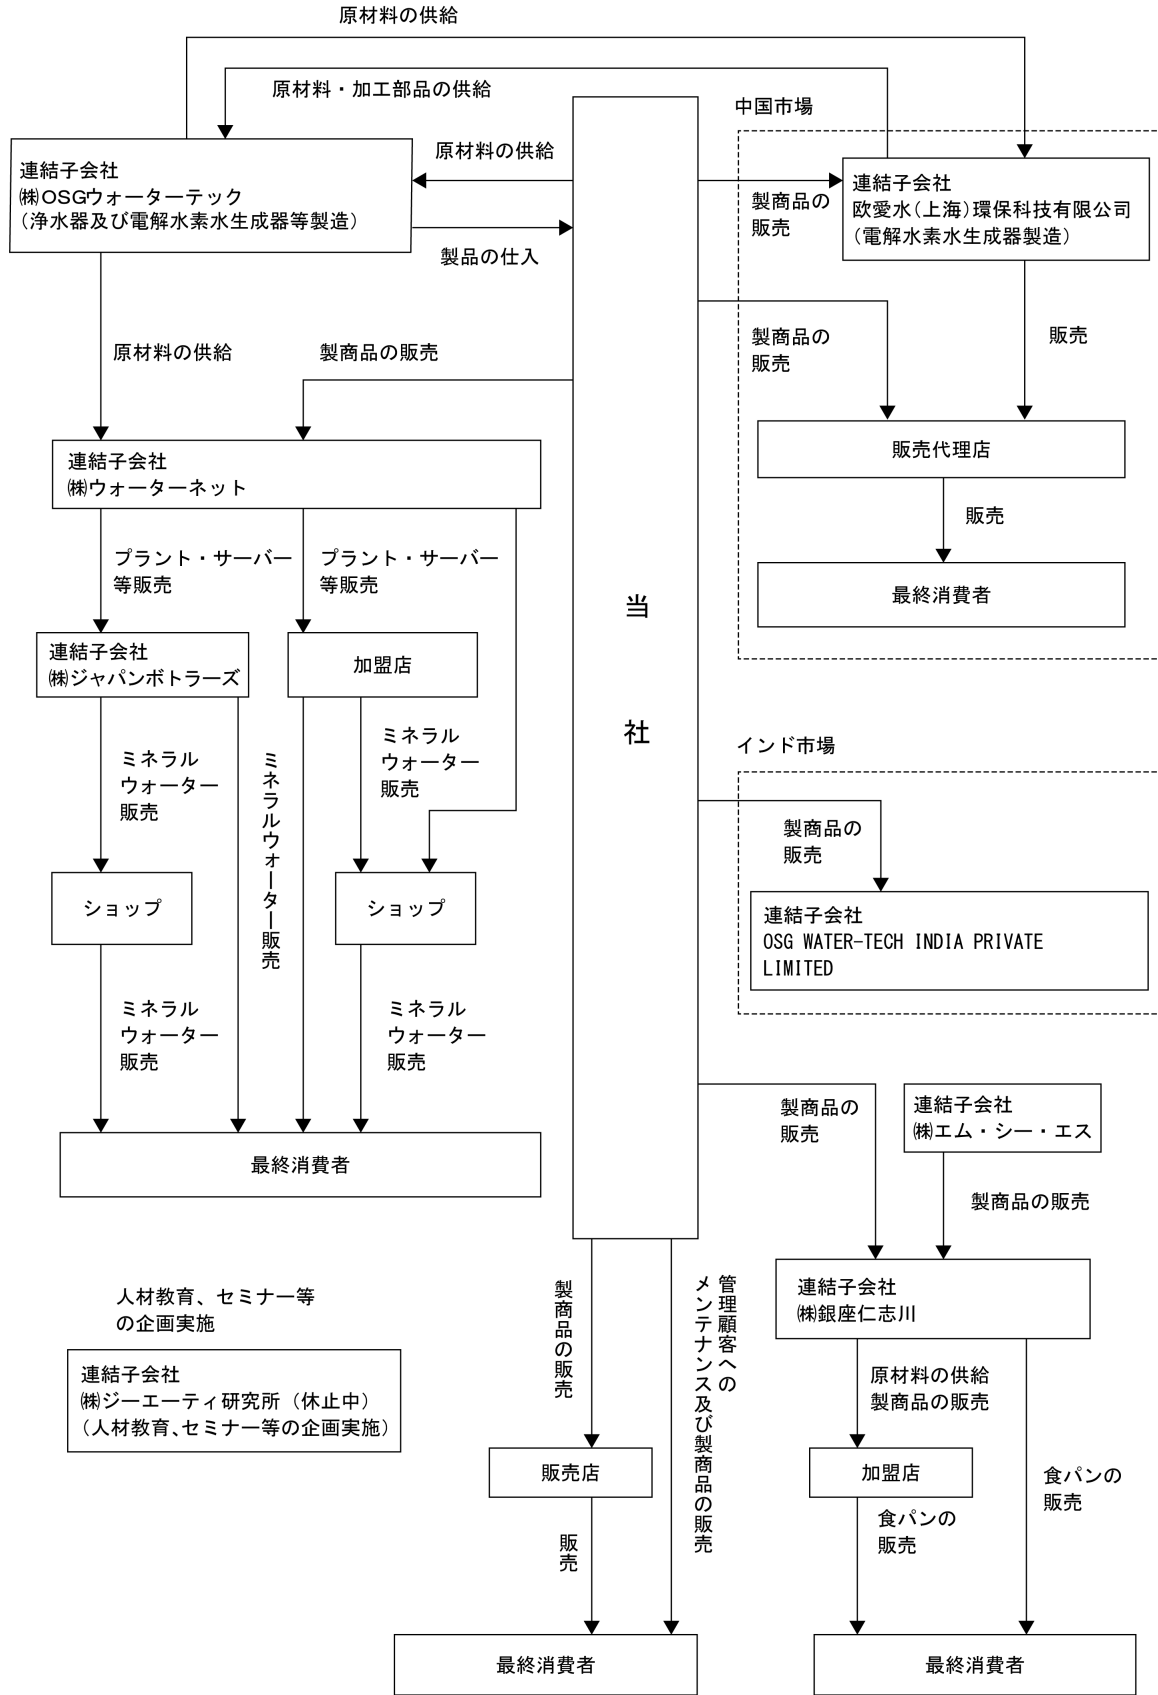 原材料の供給
原材料・加工部品の供給
中国市場
原材料の供給
連結子会社
㈱OSGウォーターテック
(浄水器及び電解水素水生成器等製造)
製品の仕入
製商品の
販売
連結子会社
欧愛水(上海)環保科技有限公司
(電解水素水生成器製造)
原材料の供給
製商品の販売
製商品の
販売
販売
連結子会社
㈱ウォーターネット
販売代理店
販売
最終消費者
プラント・サーバー
等販売
プラント・サーバー
等販売
当
社
連結子会社
㈱ジャパンボトラーズ
加盟店
ミネラル
ウォーター
販売
ミネラルウォーター販売
ミネラル
ウォーター
販売
インド市場
製商品の
販売
連結子会社
OSG WATER-TECH INDIA PRIVATE
LIMITED
ショップ
ショップ
ミネラル
ウォーター
販売
ミネラル
ウォーター
販売
最終消費者
製商品の
販売
連結子会社
㈱エム・シー・エス
製商品の販売
連結子会社
㈱銀座仁志川
人材教育、セミナー等
の企画実施
連結子会社
㈱ジーエーティ研究所（休止中）
(人材教育、セミナー等の企画実施)
製商品の販売
管理顧客への
メンテナンス及び製商品の販売
原材料の供給
製商品の販売
販売店
加盟店
食パンの
販売
販売
食パンの
販売
最終消費者
最終消費者